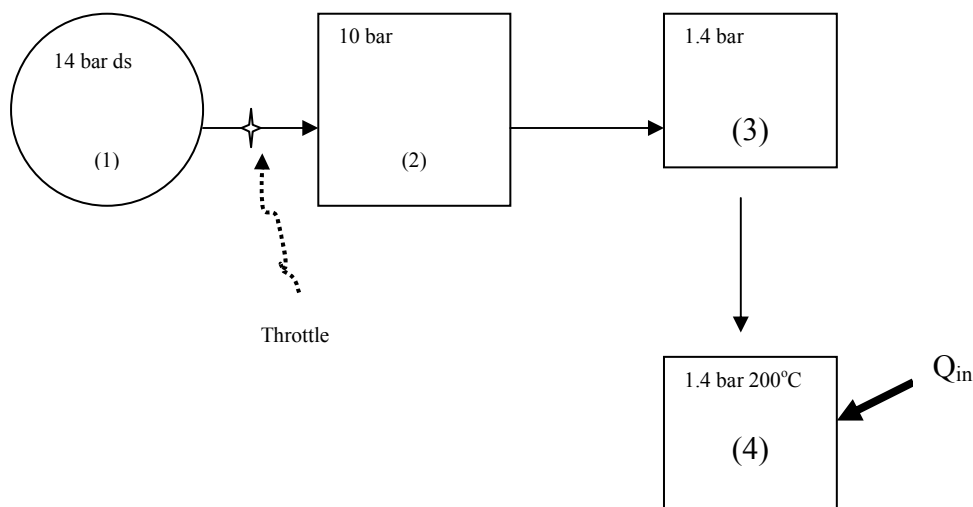 14 bar ds
(1)
10 bar
(2)
1.4 bar
(3)
Throttle
1.4 bar 200°C
(4)
Qin